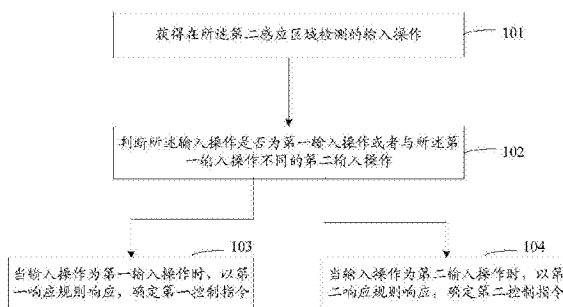 获得在所述第二感应区域检测的输入操作
101
判断所述输入操作是否为第一输入操作或者与所述第
一输入操作不同的第二输入操作
102
103
当输入操作为第一输入操作时，以第
一响应规则响应，确定第一控制指令
104
当输入操作为第二输入操作时，以第
二响应规则响应，确定第二控制指令